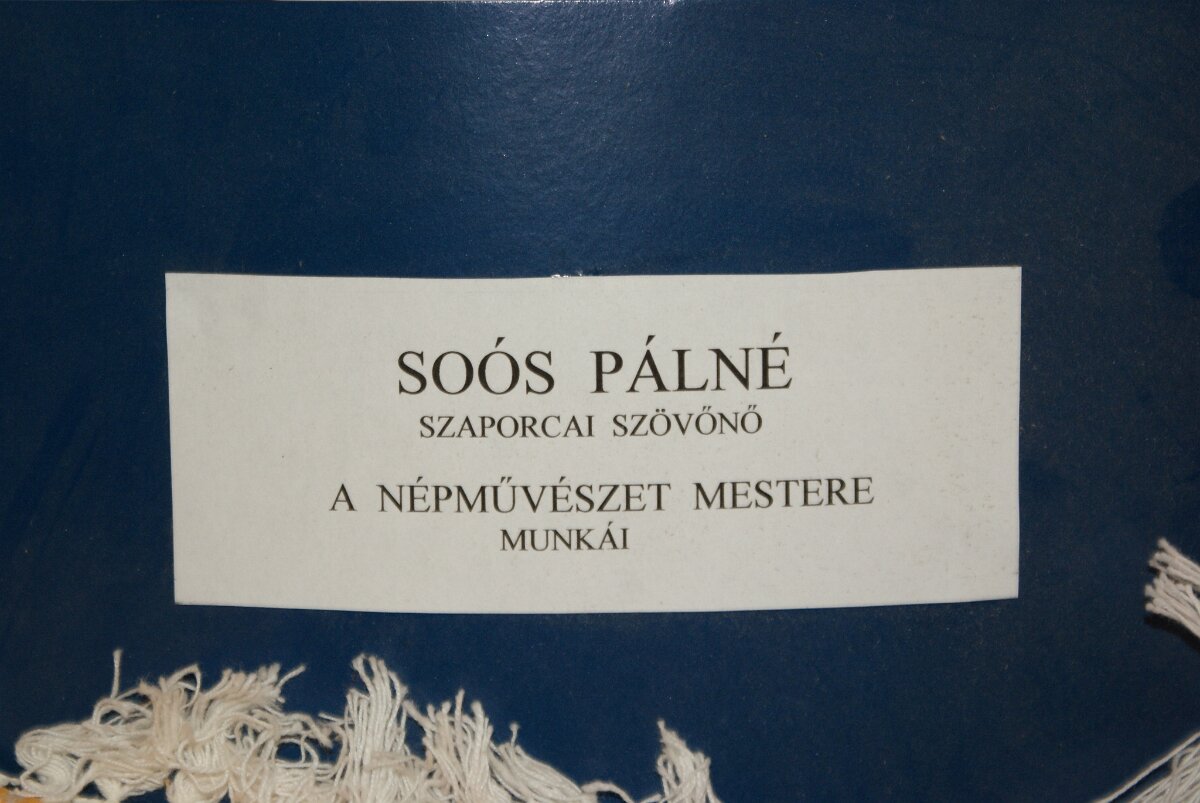 SOÓS PÁLNÉ
SZAPORCAI SZÖVŐNŐ
A NÉPMŰVÉSZET MESTERE
MUNKÁI